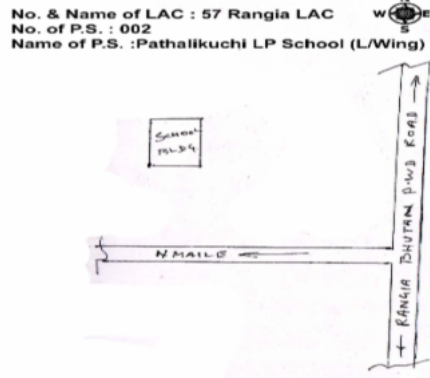 No. & Name of LAC : 57 Rangia LAC
No. of P.S. : 002
Name of P.S. :Pathalikuchi LP School (L/Wing)
W E
S
SCHOOL
BLDG
NMAILE ←
← RANGIA BHUTAN P.W.D ROAD →